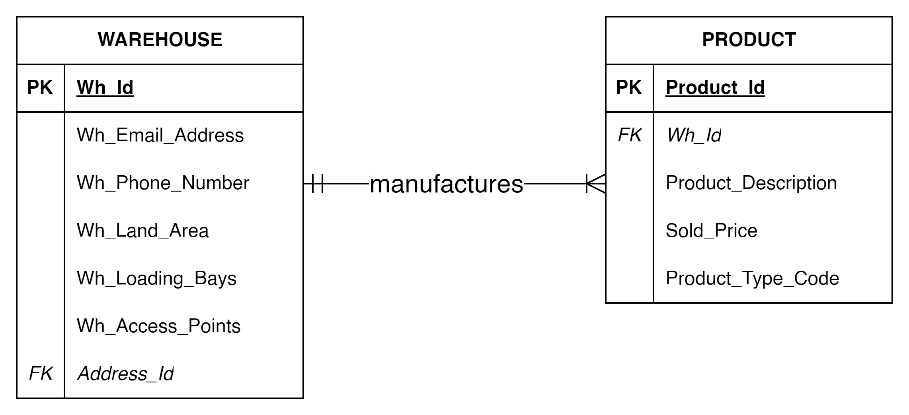 WAREHOUSE
PK Wh_Id
Wh_Email_Address
Wh_Phone_Number
Wh_Land_Area
Wh_Loading_Bays
Wh_Access_Points
FK Address_Id
manufactures
PRODUCT
PK Product_Id
FK Wh_Id
Product_Description
Sold_Price
Product_Type_Code